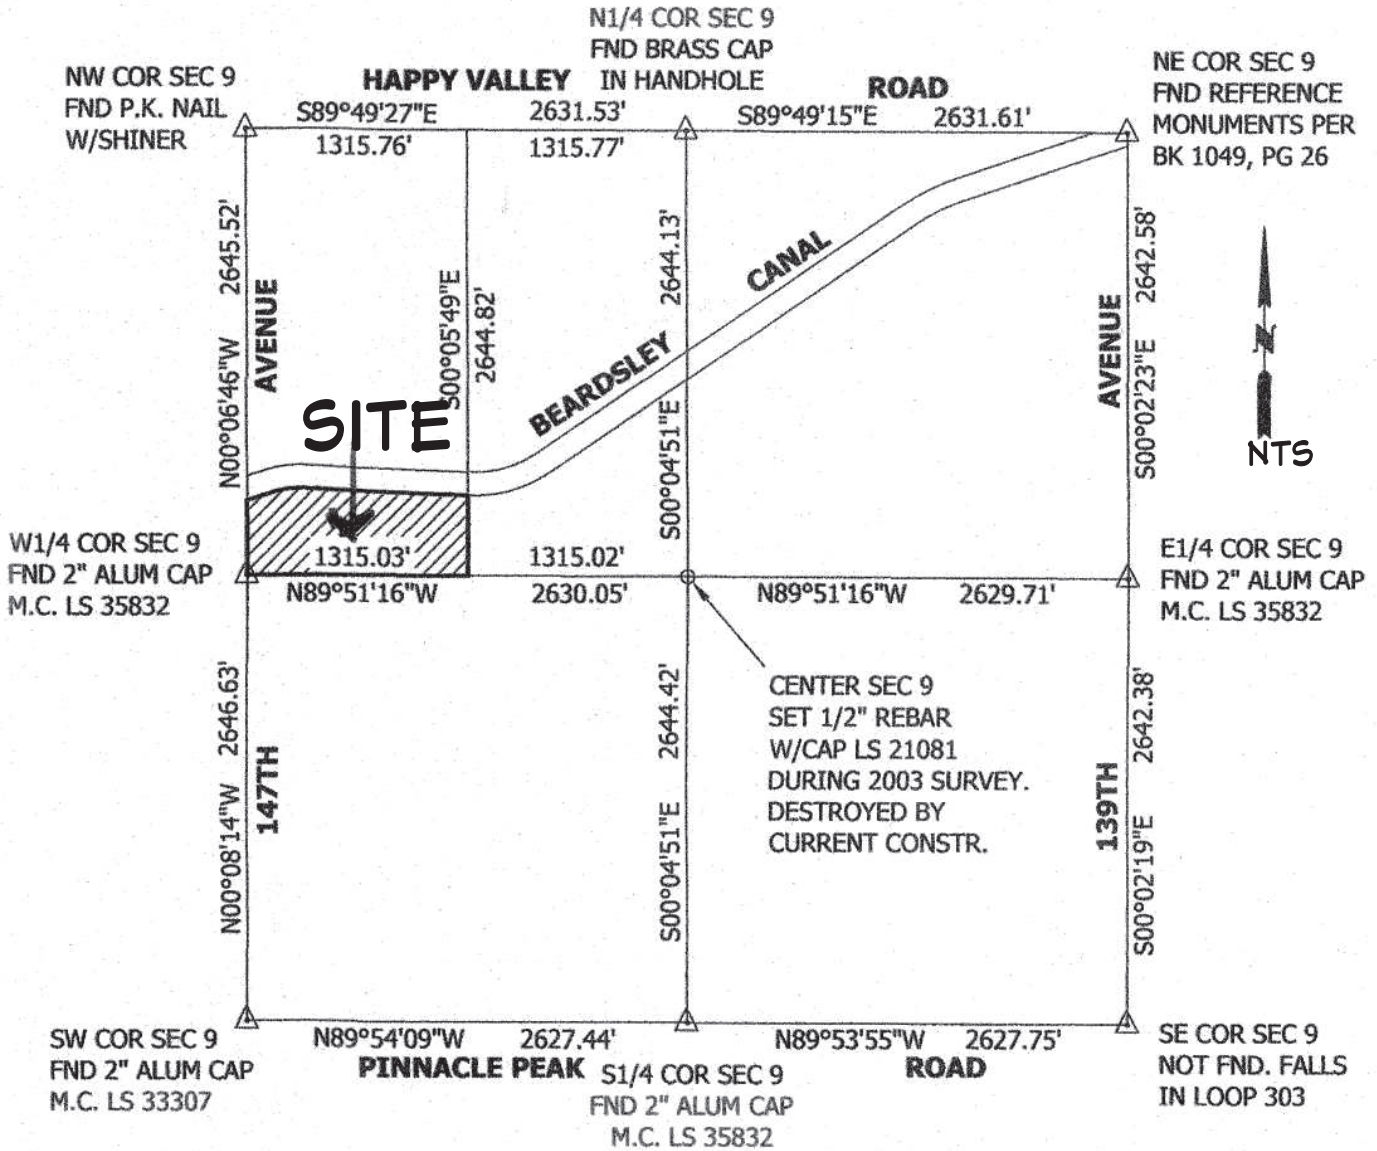 N1/4 COR SEC 9
FND BRASS CAP
IN HANDHOLE
NW COR SEC 9
FND P.K. NAIL
W/SHINER
HAPPY VALLEY
ROAD
NE COR SEC 9
FND REFERENCE
MONUMENTS PER
BK 1049, PG 26
S89°49'27"E 2631.53'
1315.76' 1315.77'
S89°49'15"E 2631.61'
N00°06'46"W 2645.52'
AVENUE
S00°05'49"E
2644.82'
S00°04'51"E 2644.13'
BEARDSLEY CANAL
AVENUE
S00°02'23"E 2642.58'
N
NTS
SITE
W1/4 COR SEC 9
FND 2" ALUM CAP
M.C. LS 35832
1315.03' 1315.02'
N89°51'16"W 2630.05'
N89°51'16"W 2629.71'
E1/4 COR SEC 9
FND 2" ALUM CAP
M.C. LS 35832
CENTER SEC 9
SET 1/2" REBAR
W/CAP LS 21081
DURING 2003 SURVEY.
DESTROYED BY
CURRENT CONSTR.
N00°08'14"W 2646.63'
147TH
S00°04'51"E 2644.42'
139TH
S00°02'19"E 2642.38'
SW COR SEC 9
FND 2" ALUM CAP
M.C. LS 33307
N89°54'09"W 2627.44'
PINNACLE PEAK
S1/4 COR SEC 9
FND 2" ALUM CAP
M.C. LS 35832
N89°53'55"W 2627.75'
ROAD
SE COR SEC 9
NOT FND. FALLS
IN LOOP 303